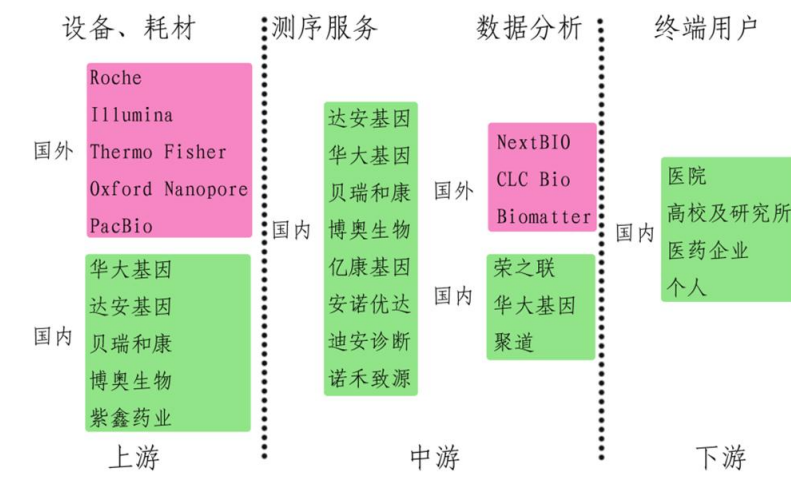 设备、耗材
测序服务
数据分析
终端用户
国外
Roche
Illumina
Thermo Fisher
Oxford Nanopore
PacBio
国内
华大基因
达安基因
贝瑞和康
博奥生物
紫鑫药业
国内
达安基因
华大基因
贝瑞和康
博奥生物
亿康基因
安诺优达
迪安诊断
诺禾致源
国外
NextBIO
CLC Bio
Biomatter
国内
荣之联
华大基因
聚道
国内
医院
高校及研究所
医药企业
个人
上游
中游
下游